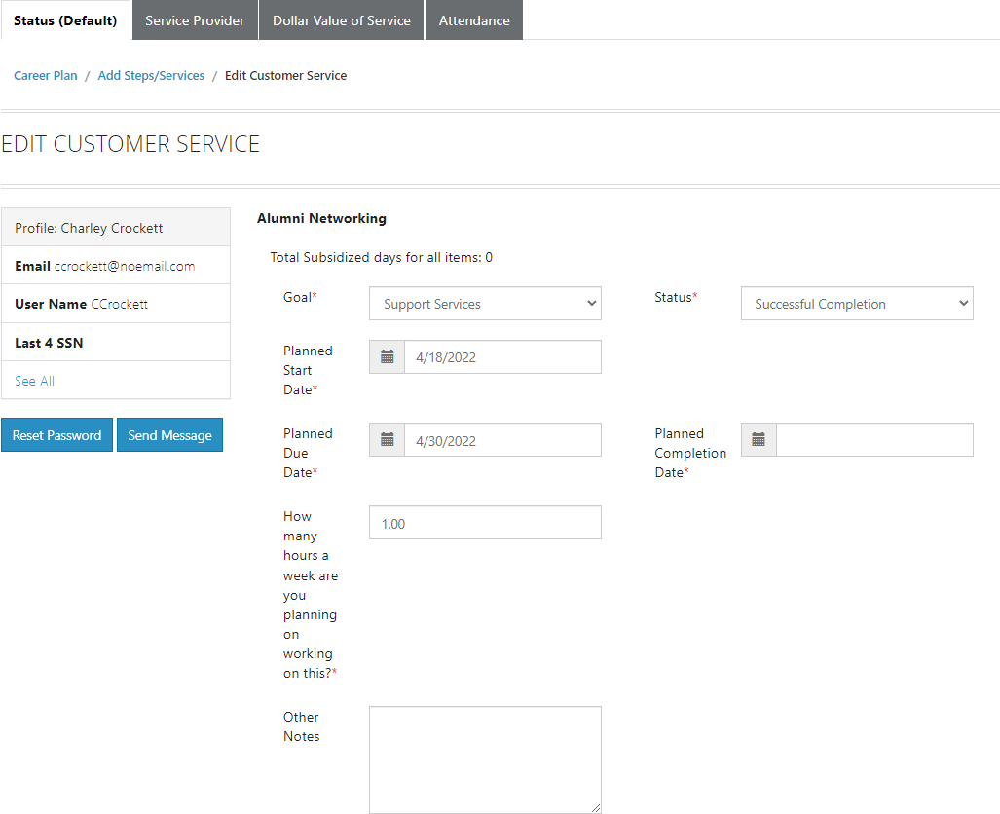 Status (Default) Service Provider Dollar Value of Service Attendance
Career Plan / Add Steps/Services / Edit Customer Service
EDIT CUSTOMER SERVICE
Profile: Charley Crockett
Email ccrockett@noemail.com
User Name CCrockett
Last 4 SSN
See All
Reset Password Send Message
Alumni Networking
Total Subsidized days for all items: 0
Goal* Support Services Status* Successful Completion
Planned
Start
Date*
4/18/2022
Planned
Due
Date*
4/30/2022
Planned
Completion
Date*
How
many
hours a
week are
you
planning
on
working
on this?*
1.00
Other
Notes